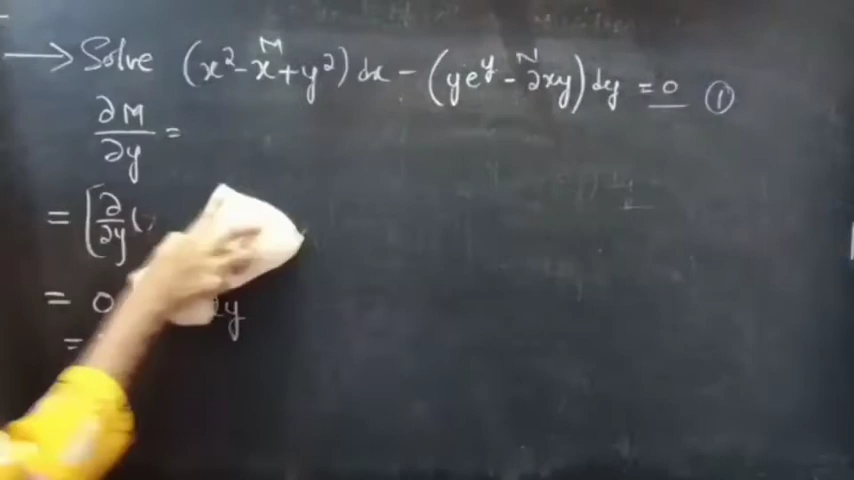 → Solve (x² - x + y²) dx - (ye^y - 2xy) dy = 0 ①
M N
∂M/∂y =
= [∂/∂y (
= 0 y
=